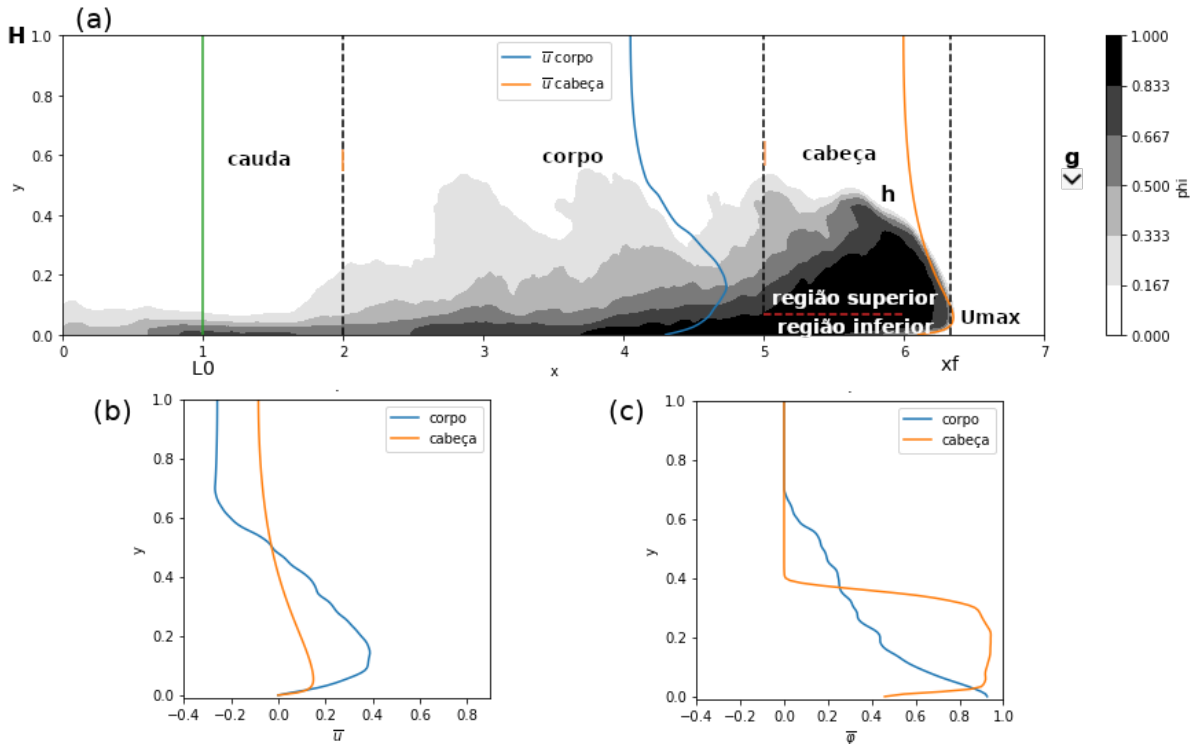 (a)
H
1.0
0.8
0.6
0.4
0.2
0.0
y
0 1 2 3 4 5 6 7
L0
x
xf
u̅ corpo
u̅ cabeça
cauda
corpo
cabeça
h
região superior
região inferior
Umax
g
1.000
0.833
0.667
0.500
0.333
0.167
0.000
phi
(b)
1.0
0.8
0.6
0.4
0.2
0.0
y
corpo
cabeça
−0.4 −0.2 0.0 0.2 0.4 0.6 0.8
u̅
(c)
1.0
0.8
0.6
0.4
0.2
0.0
y
corpo
cabeça
−0.4 −0.2 0.0 0.2 0.4 0.6 0.8 1.0
φ̅